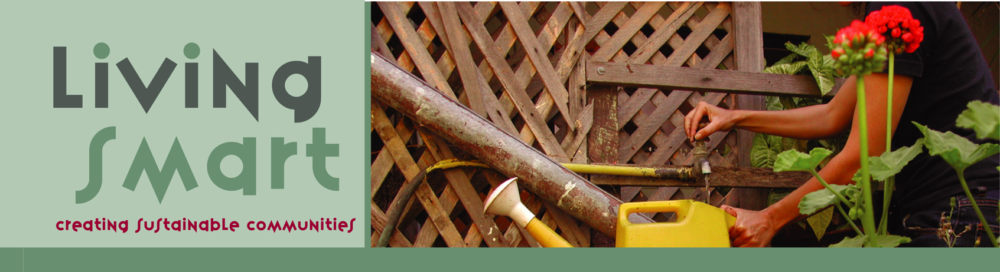 Living
Smart
creating sustainable communities